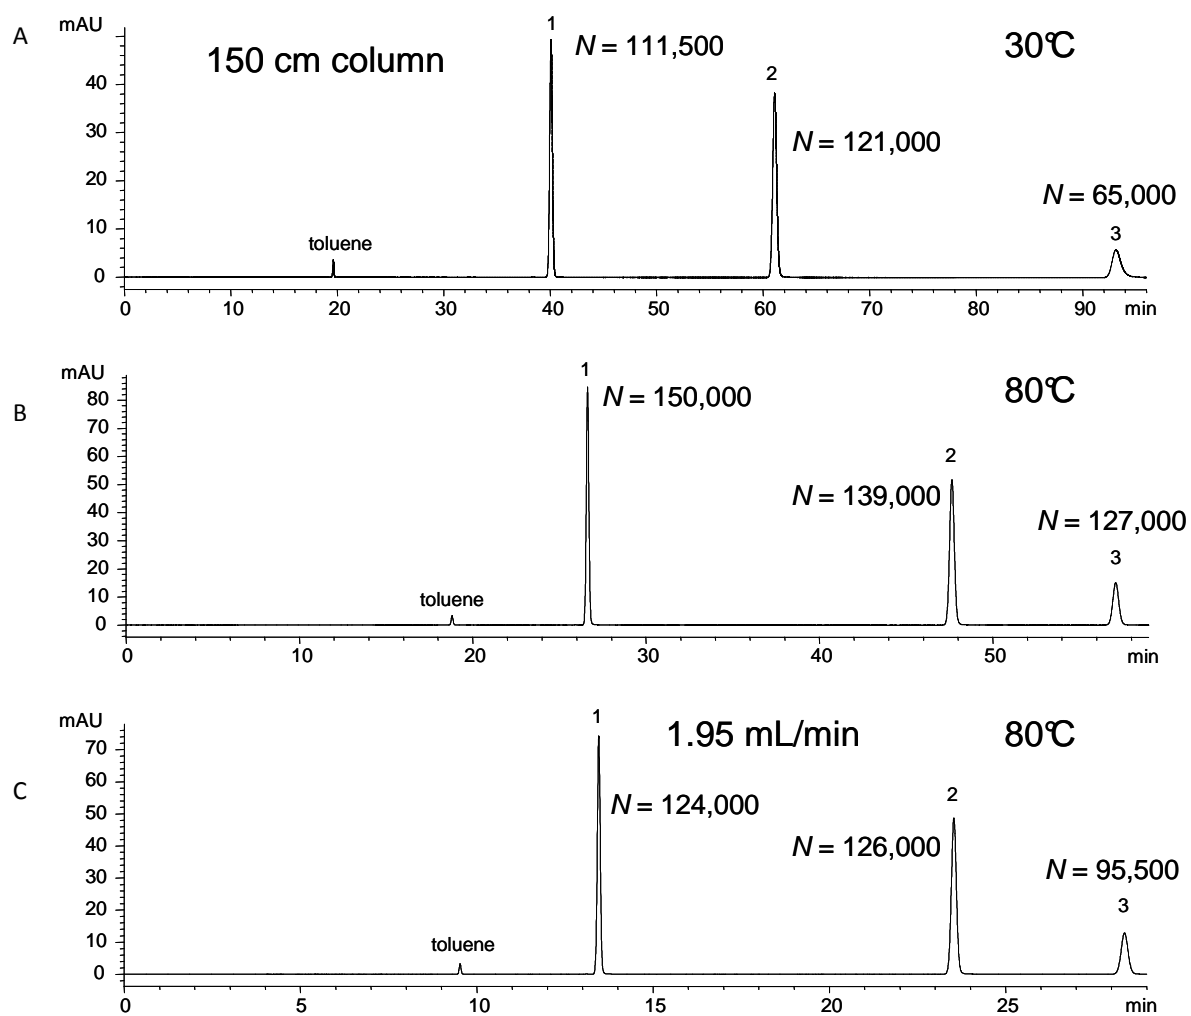 A
mAU
150 cm column
1
N = 111,500
30°C
2
N = 121,000
N = 65,000
3
toluene
40
30
20
10
0
0 10 20 30 40 50 60 70 80 90 min
B
mAU
1
N = 150,000
80°C
2
N = 139,000
N = 127,000
3
toluene
80
70
60
50
40
30
20
10
0
0 10 20 30 40 50 min
C
mAU
1
1.95 mL/min
80°C
N = 124,000
2
N = 126,000
N = 95,500
3
toluene
70
60
50
40
30
20
10
0
0 5 10 15 20 25 min